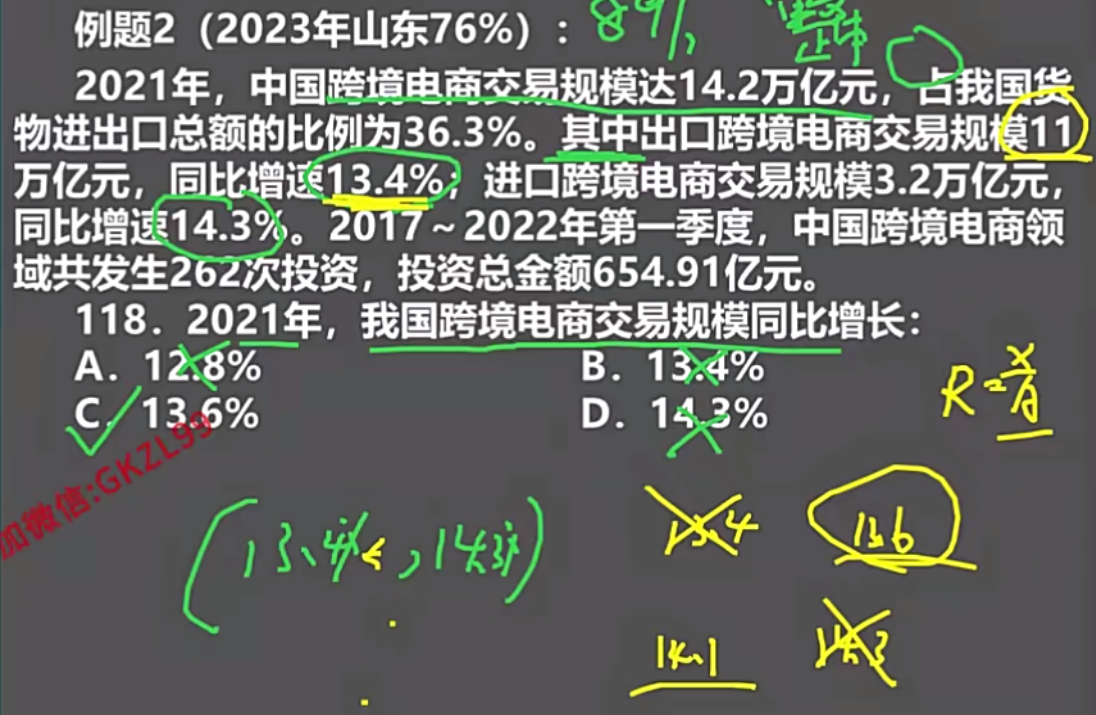 例题2（2023年山东76%）： 89%, 整体
2021年，中国跨境电商交易规模达14.2万亿元，占我国货
物进出口总额的比例为36.3%。其中出口跨境电商交易规模11
万亿元，同比增速13.4%；进口跨境电商交易规模3.2万亿元，
同比增速14.3%。2017～2022年第一季度，中国跨境电商领
域共发生262次投资，投资总金额654.91亿元。
118．2021年，我国跨境电商交易规模同比增长：
A．12.8% B．13.4%
C．13.6% D．14.3%
R=
加微信:GKZL99
(13.4%, 14.3%) 13.4 13.6
14.1 14.3